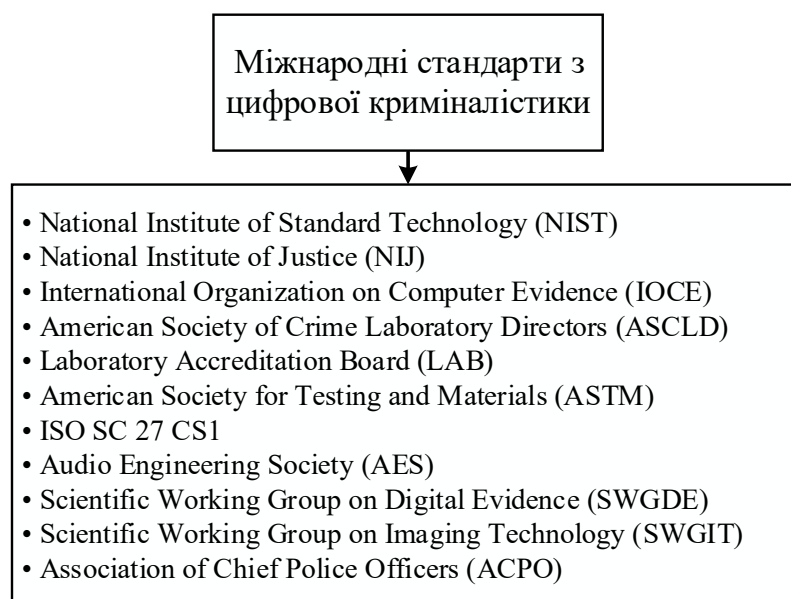 Міжнародні стандарти з
цифрової криміналістики
• National Institute of Standard Technology (NIST)
• National Institute of Justice (NIJ)
• International Organization on Computer Evidence (IOCE)
• American Society of Crime Laboratory Directors (ASCLD)
• Laboratory Accreditation Board (LAB)
• American Society for Testing and Materials (ASTM)
• ISO SC 27 CS1
• Audio Engineering Society (AES)
• Scientific Working Group on Digital Evidence (SWGDE)
• Scientific Working Group on Imaging Technology (SWGIT)
• Association of Chief Police Officers (ACPO)